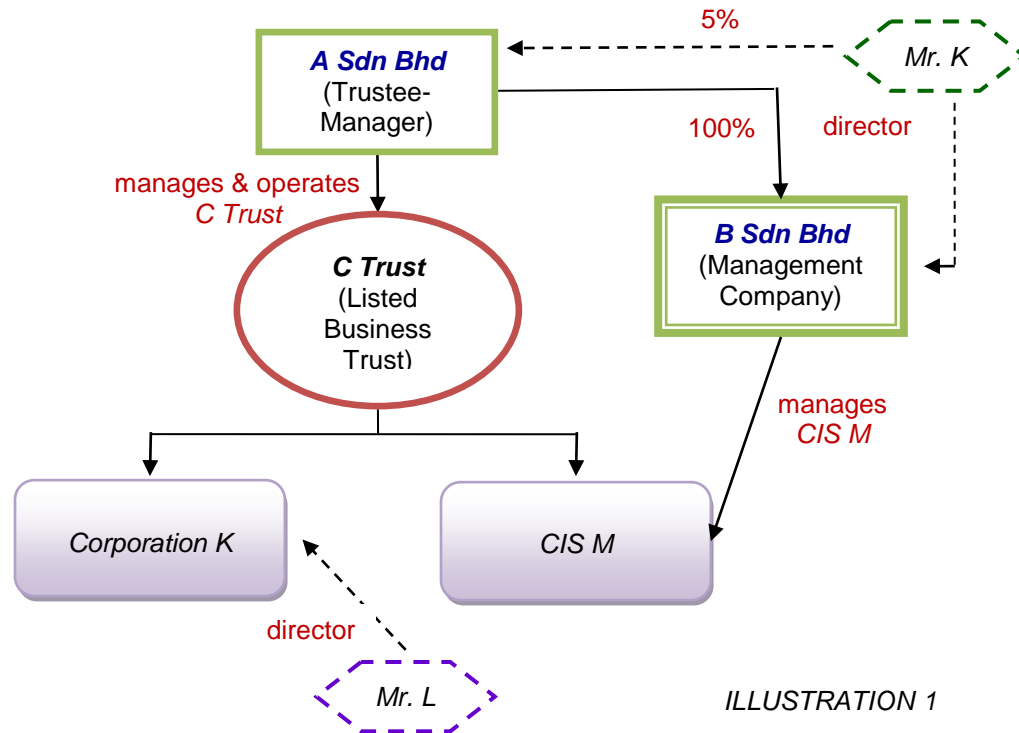 5%
A Sdn Bhd
(Trustee-
Manager)
Mr. K
100%
director
manages & operates
C Trust
B Sdn Bhd
(Management
Company)
C Trust
(Listed
Business
Trust)
manages
CIS M
Corporation K
CIS M
director
Mr. L
ILLUSTRATION 1